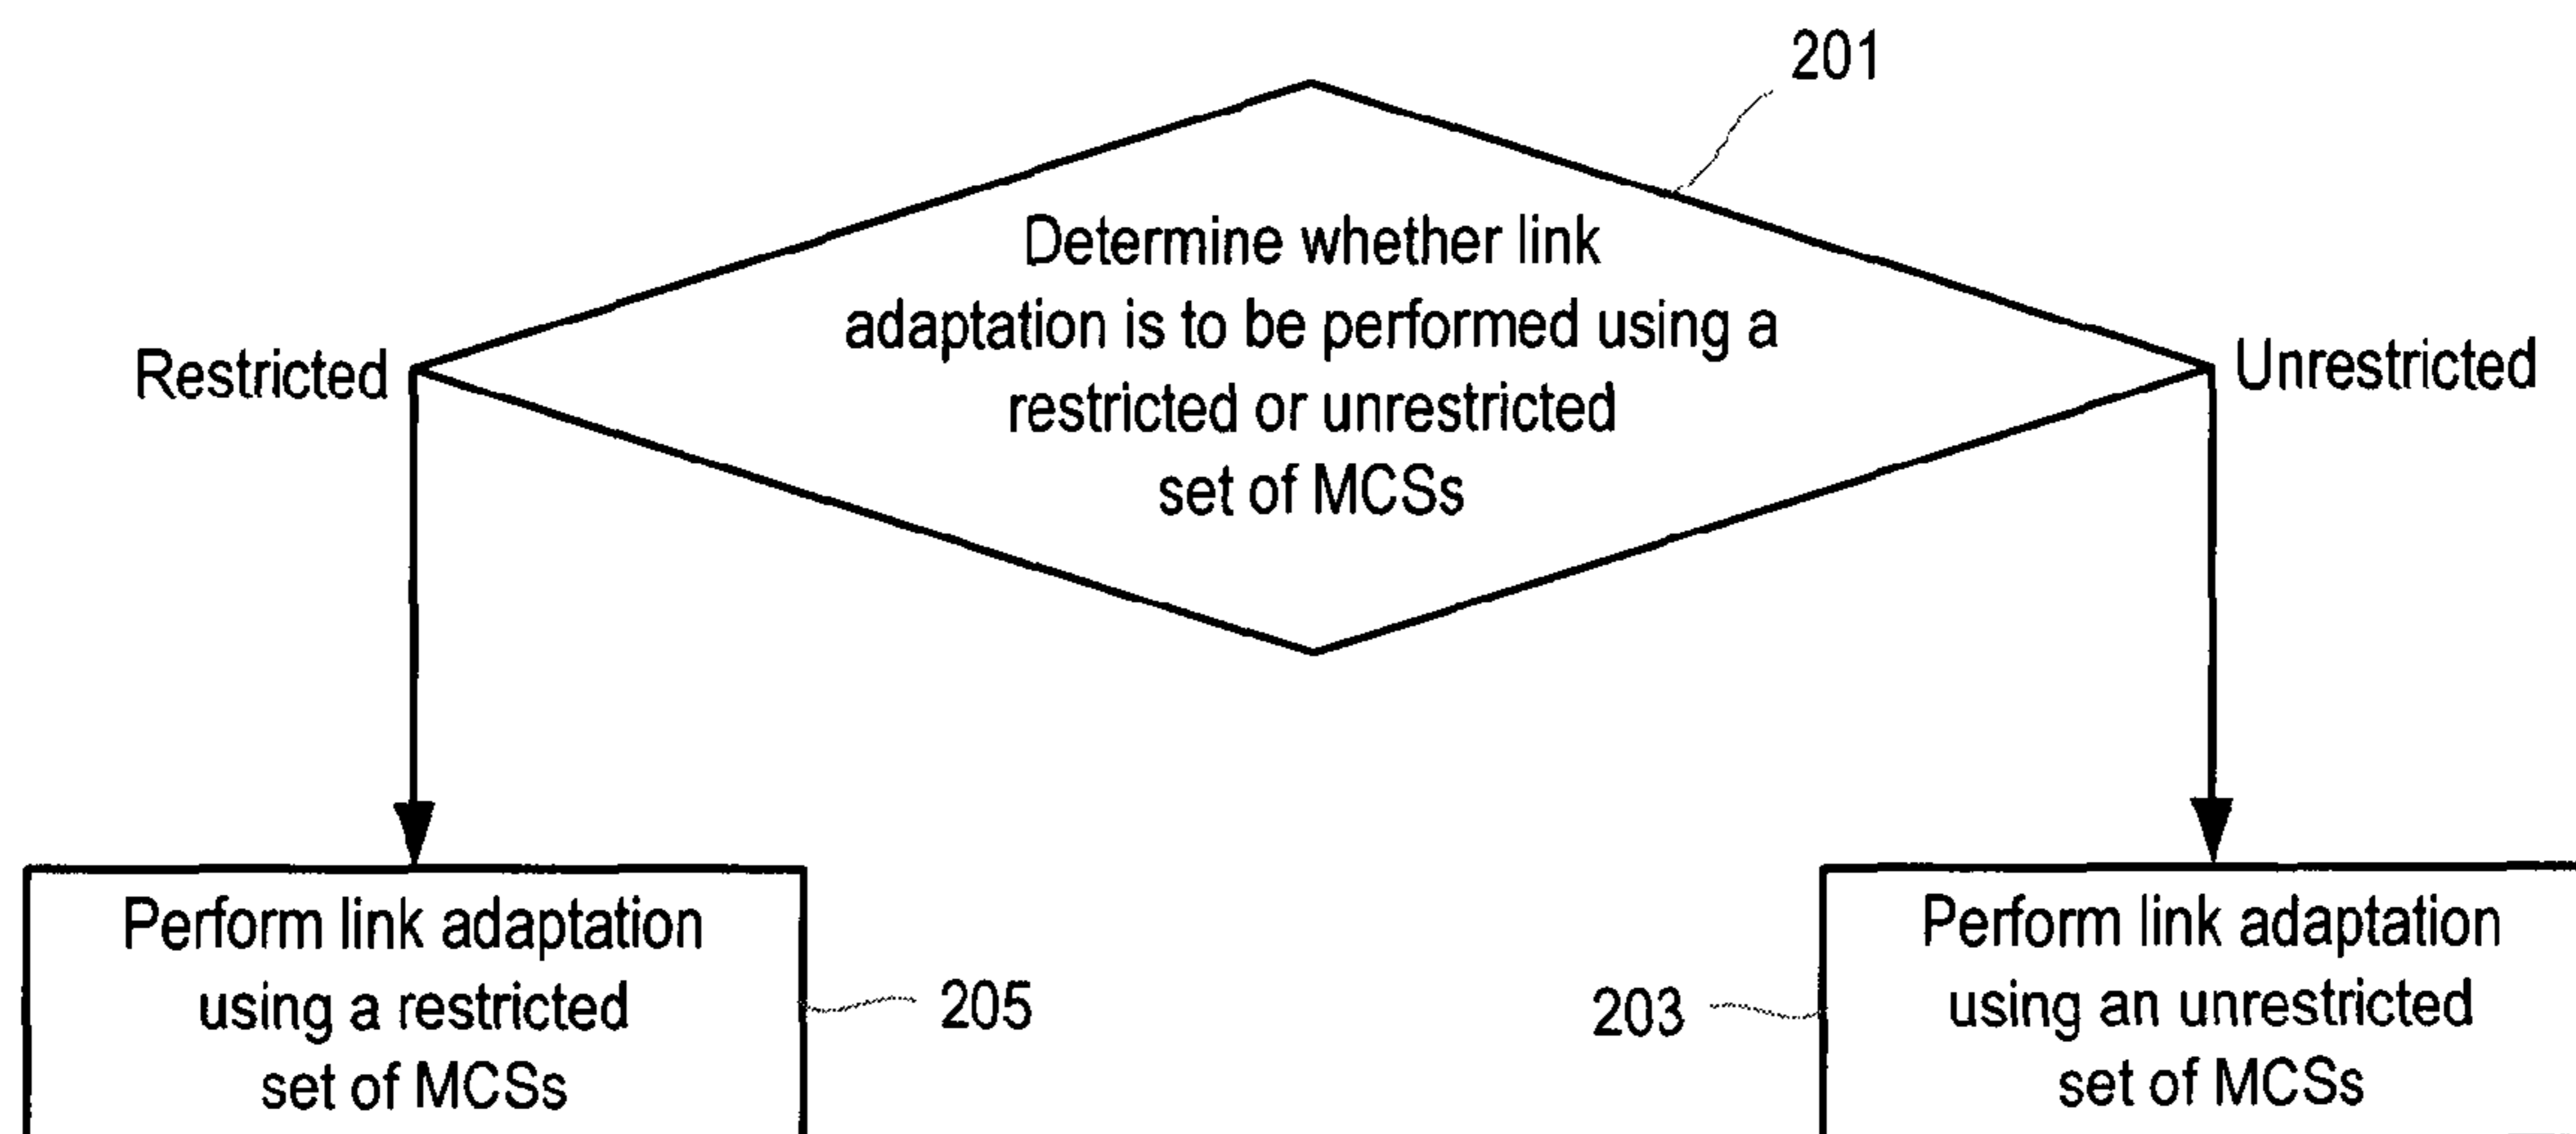 201
Determine whether link
adaptation is to be performed using a
restricted or unrestricted
set of MCSs
Restricted
Unrestricted
Perform link adaptation
using a restricted
set of MCSs
205
203
Perform link adaptation
using an unrestricted
set of MCSs